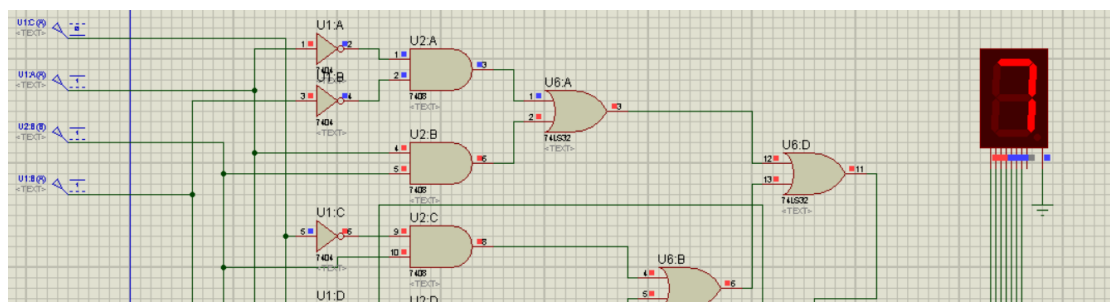 U1:C(A)
<TEXT>
U1:A(A)
<TEXT>
U2:B(B)
<TEXT>
U1:B(A)
<TEXT>
U1:A
1
2
7404
U1:B
3
4
7404
<TEXT>
U2:A
1
2
3
7408
<TEXT>
U2:B
4
5
6
7408
<TEXT>
U6:A
1
2
3
74LS32
<TEXT>
U6:D
12
13
11
74LS32
<TEXT>
U1:C
5
6
7404
<TEXT>
U2:C
9
10
8
7408
<TEXT>
U6:B
4
5
6
U1:D
U2:D
7